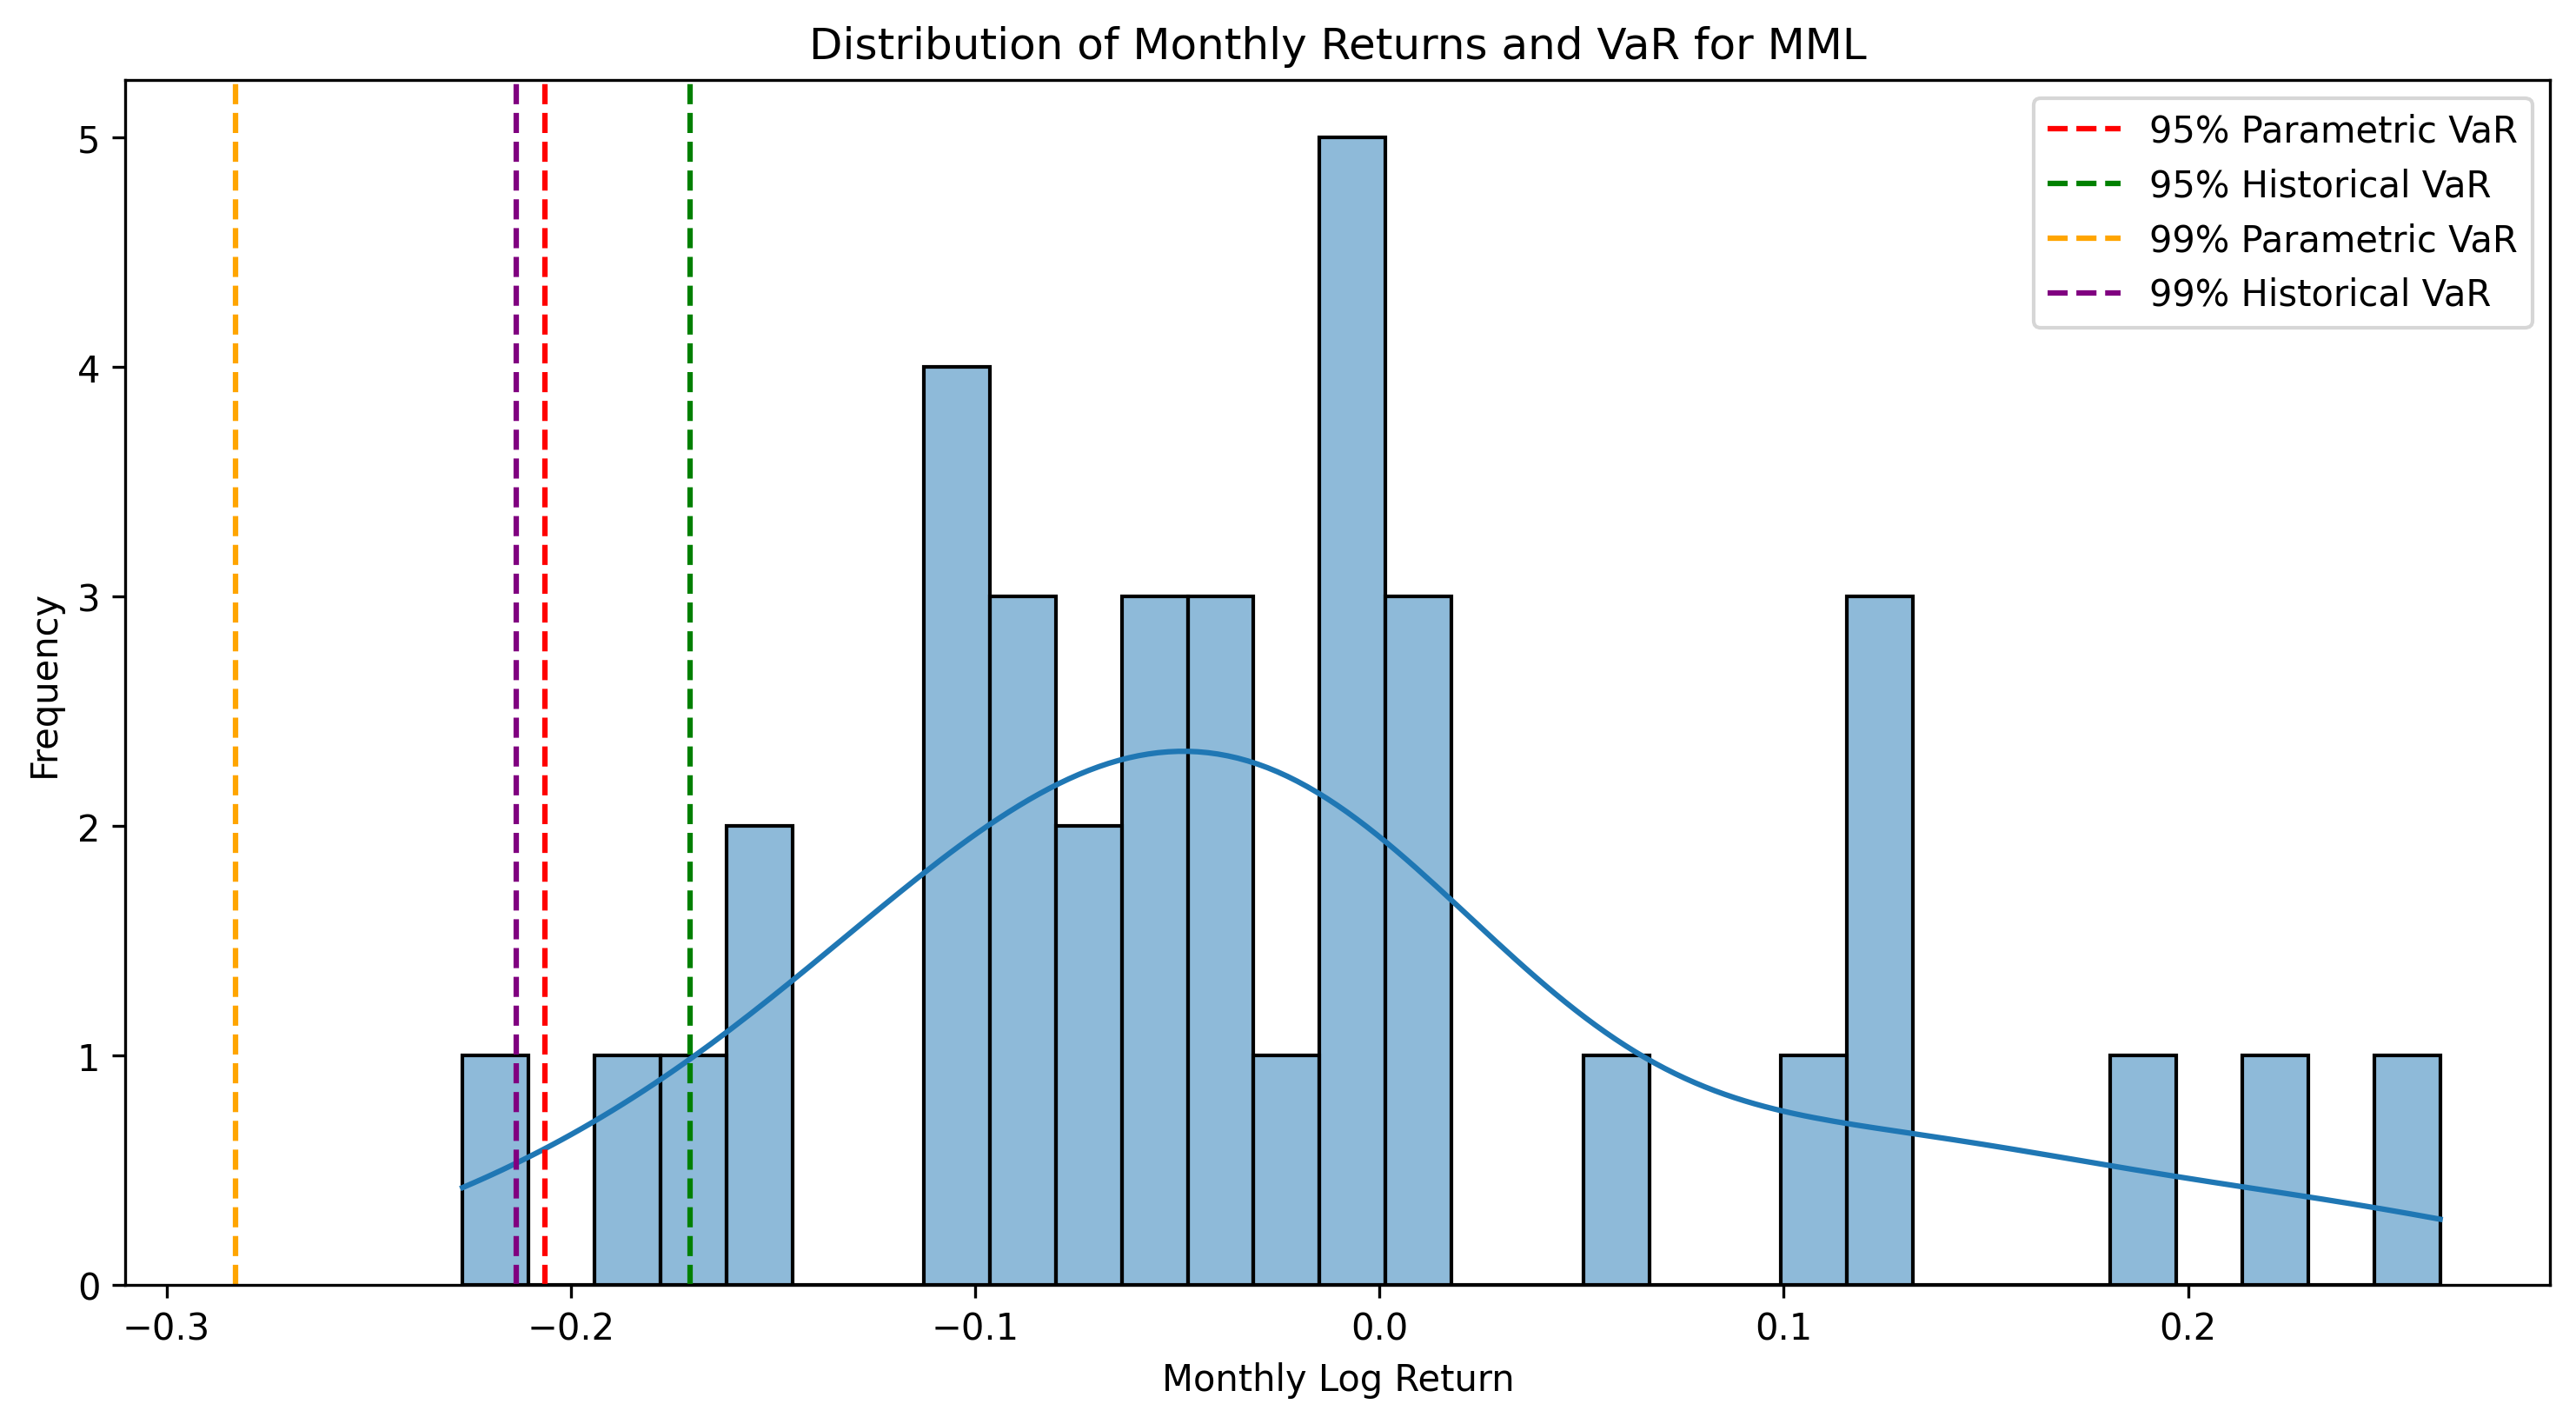 Distribution of Monthly Returns and VaR for MML
95% Parametric VaR
95% Historical VaR
99% Parametric VaR
99% Historical VaR
5
4
3
2
1
0
Frequency
−0.3
−0.2
−0.1
0.0
0.1
0.2
Monthly Log Return